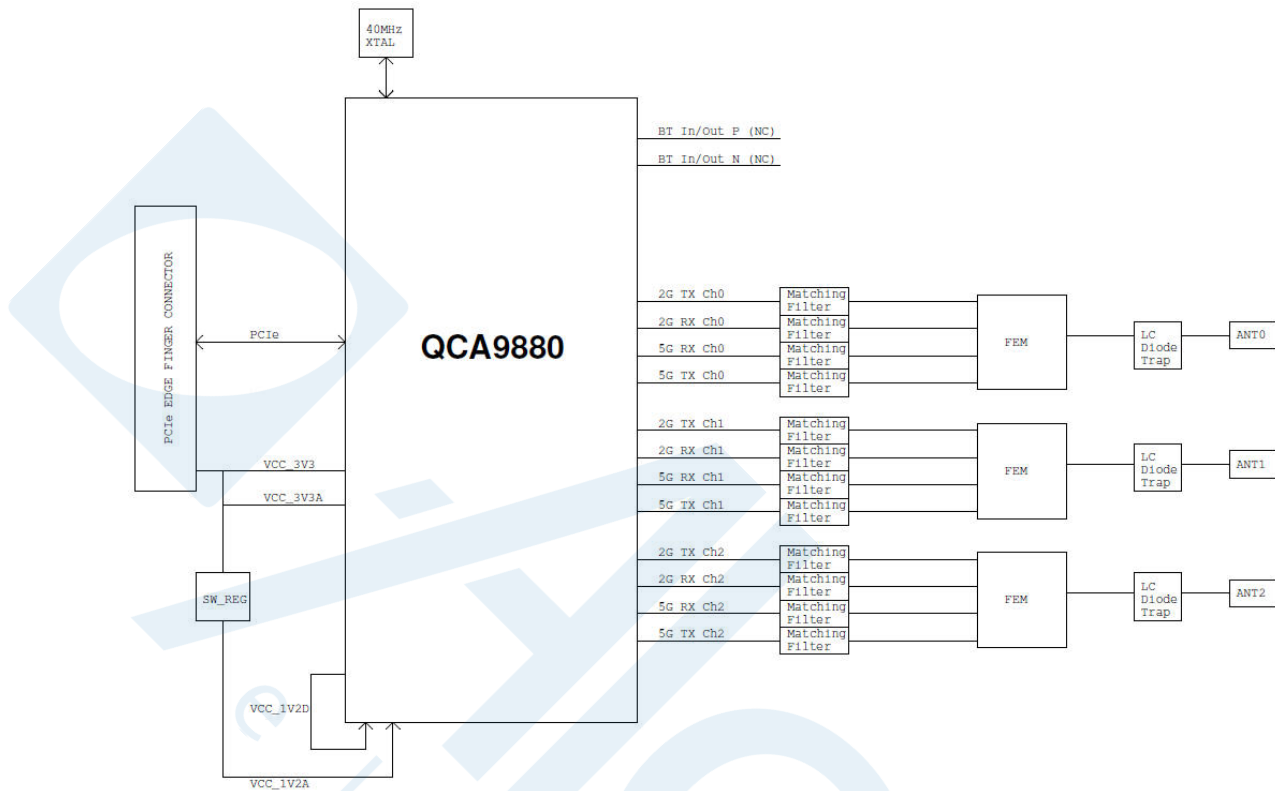 40MHz
XTAL
BT In/Out P (NC)
BT In/Out N (NC)
PCIe EDGE FINGER CONNECTOR
PCIe
QCA9880
VCC_3V3
VCC_3V3A
SW_REG
VCC_1V2D
VCC_1V2A
2G TX Ch0
Matching
Filter
2G RX Ch0
Matching
Filter
5G RX Ch0
Matching
Filter
5G TX Ch0
Matching
Filter
FEM
LC
Diode
Trap
ANT0
2G TX Ch1
Matching
Filter
2G RX Ch1
Matching
Filter
5G RX Ch1
Matching
Filter
5G TX Ch1
Matching
Filter
FEM
LC
Diode
Trap
ANT1
2G TX Ch2
Matching
Filter
2G RX Ch2
Matching
Filter
5G RX Ch2
Matching
Filter
5G TX Ch2
Matching
Filter
FEM
LC
Diode
Trap
ANT2